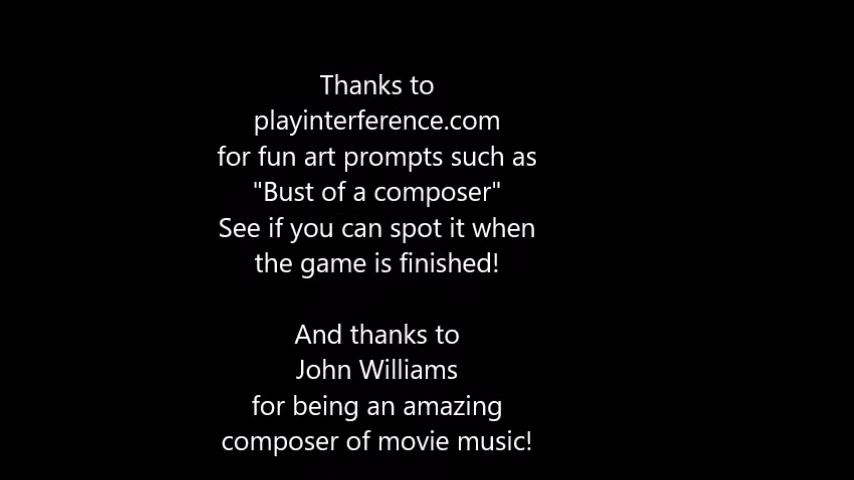 Thanks to
playinterference.com
for fun art prompts such as
"Bust of a composer"
See if you can spot it when
the game is finished!
And thanks to
John Williams
for being an amazing
composer of movie music!